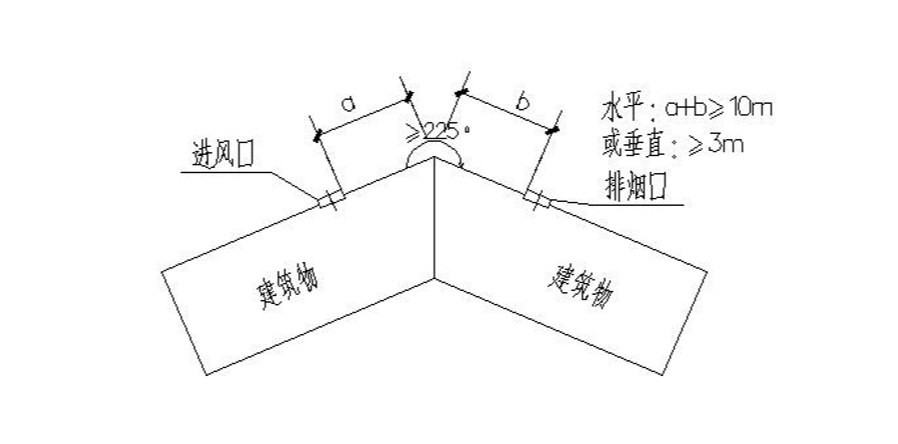 a
b
水平：a+b≥10m
≥225°
或垂直：≥3m
进风口
排烟口
建筑物
建筑物